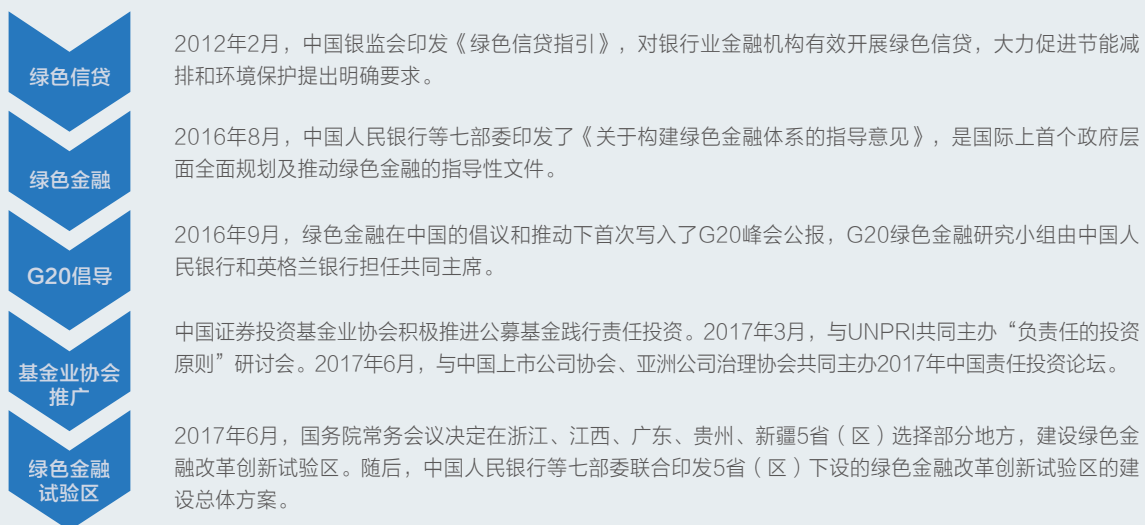 绿色信贷
2012年2月，中国银监会印发《绿色信贷指引》，对银行业金融机构有效开展绿色信贷，大力促进节能减
排和环境保护提出明确要求。
绿色金融
2016年8月，中国人民银行等七部委印发了《关于构建绿色金融体系的指导意见》，是国际上首个政府层
面全面规划及推动绿色金融的指导性文件。
G20倡导
2016年9月，绿色金融在中国的倡议和推动下首次写入了G20峰会公报，G20绿色金融研究小组由中国人
民银行和英格兰银行担任共同主席。
基金业协会
推广
中国证券投资基金业协会积极推进公募基金践行责任投资。2017年3月，与UNPRI共同主办“负责任的投资
原则”研讨会。2017年6月，与中国上市公司协会、亚洲公司治理协会共同主办2017年中国责任投资论坛。
绿色金融
试验区
2017年6月，国务院常务会议决定在浙江、江西、广东、贵州、新疆5省（区）选择部分地方，建设绿色金
融改革创新试验区。随后，中国人民银行等七部委联合印发5省（区）下设的绿色金融改革创新试验区的建
设总体方案。